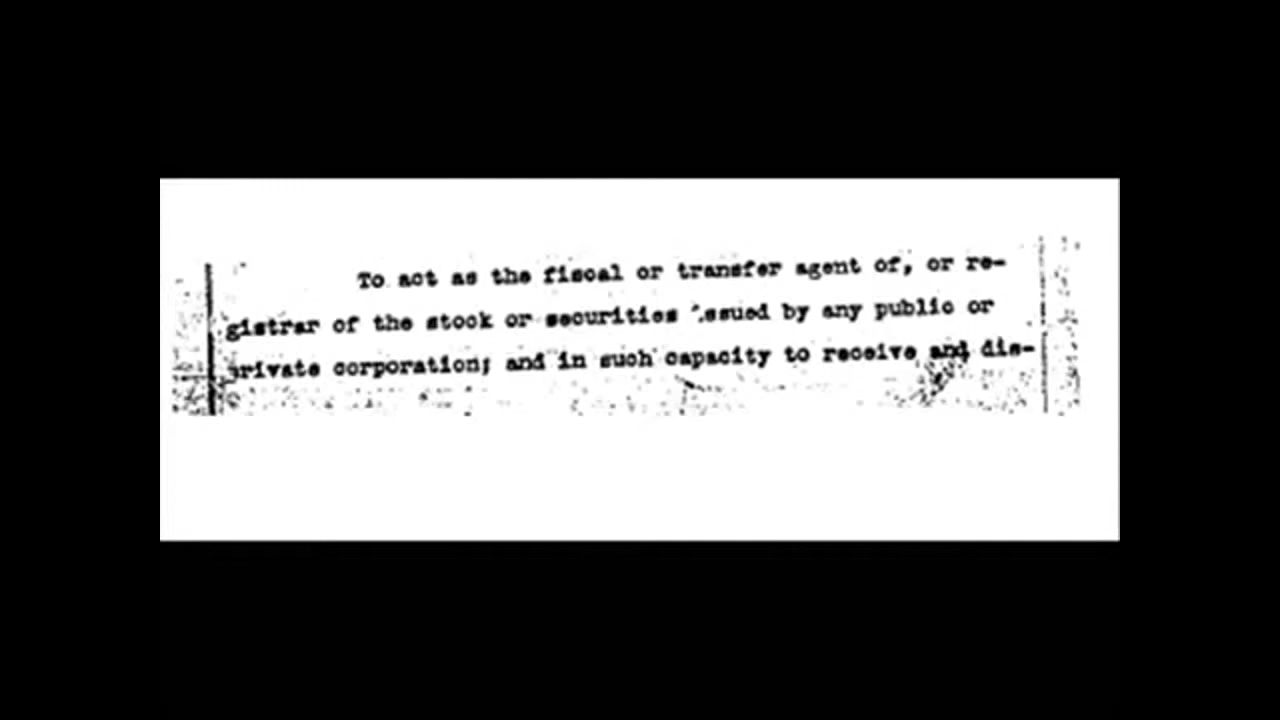 To act as the fiscal or transfer agent of, or re-
gistrar of the stock or securities issued by any public or
private corporation; and in such capacity to receive and dis-